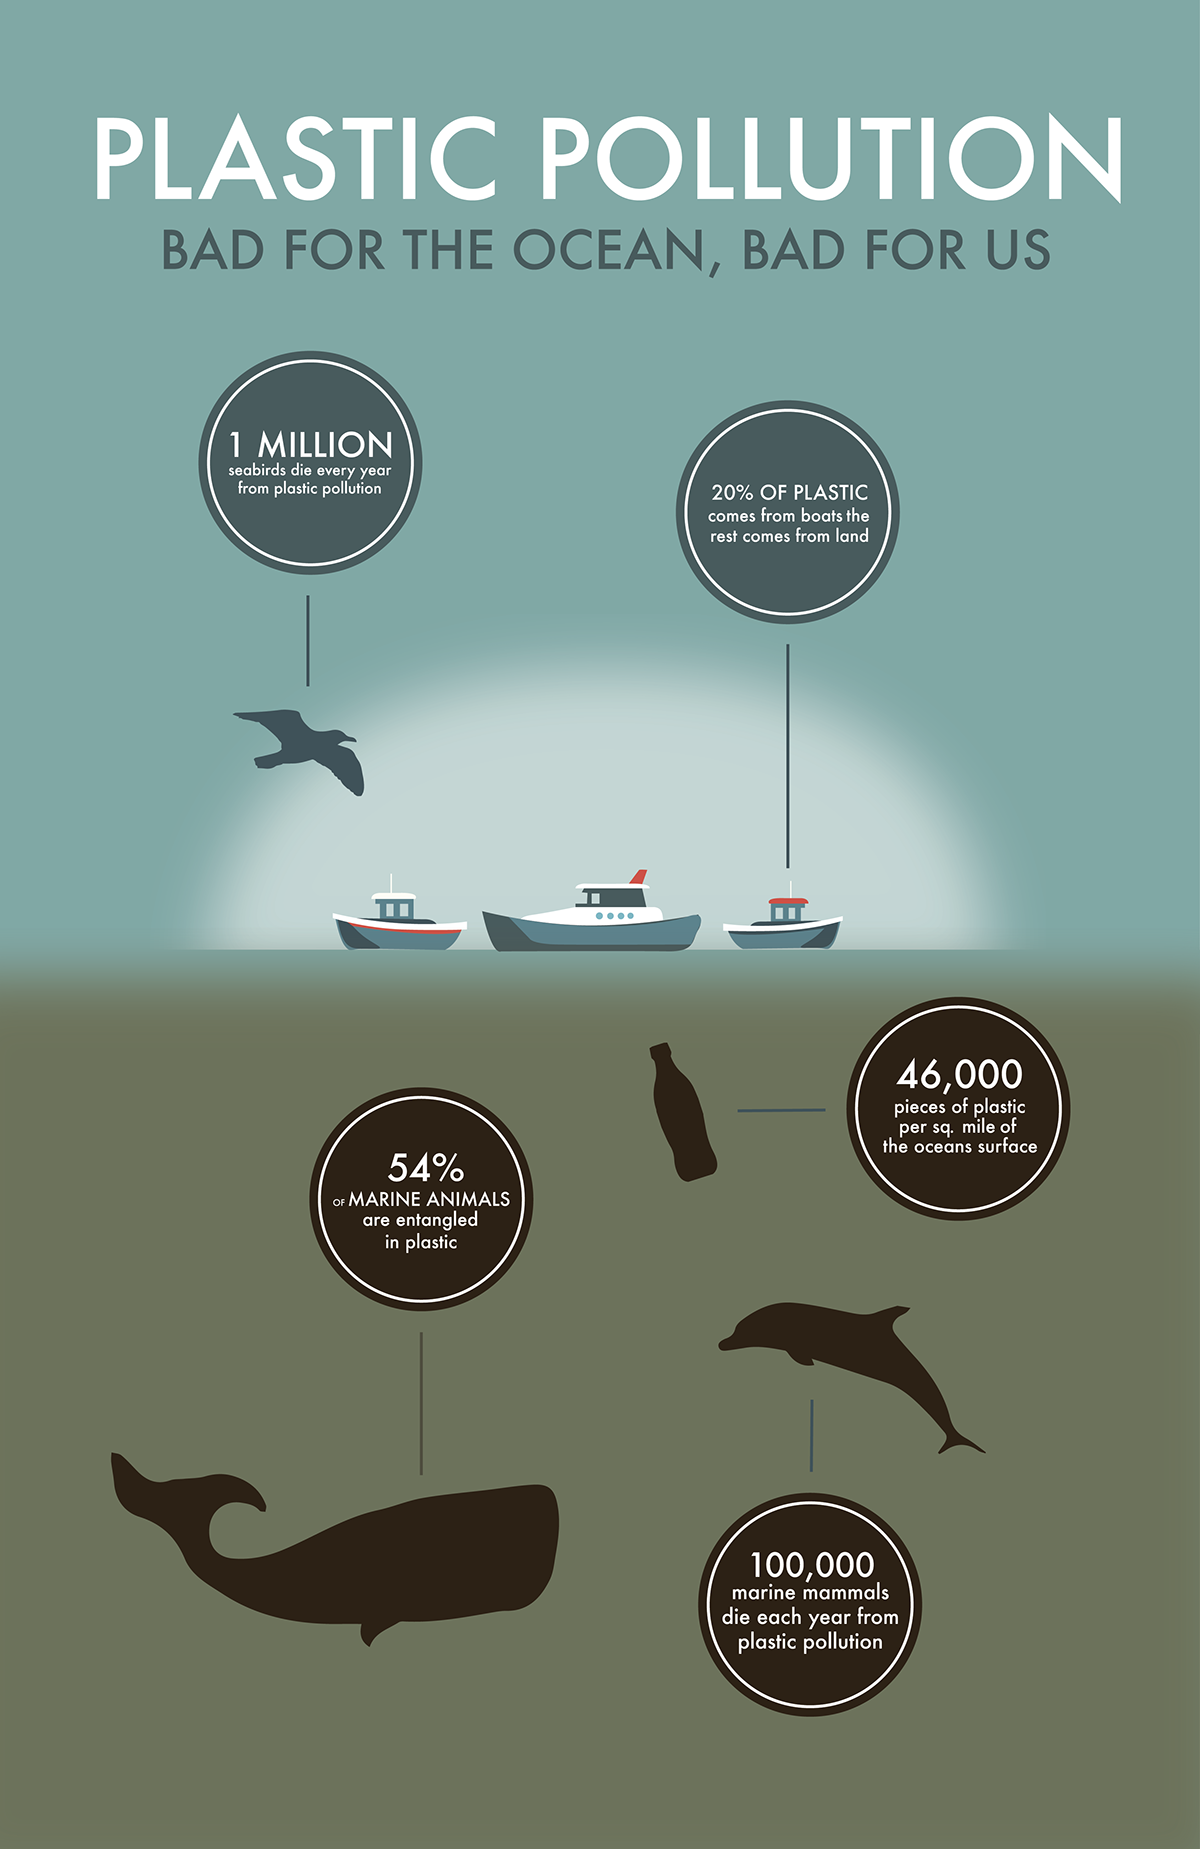 PLASTIC POLLUTION
BAD FOR THE OCEAN, BAD FOR US
1 MILLION
seabirds die every year
from plastic pollution
20% OF PLASTIC
comes from boats the
rest comes from land
46,000
pieces of plastic
per sq. mile of
the oceans surface
54%
OF MARINE ANIMALS
are entangled
in plastic
100,000
marine mammals
die each year from
plastic pollution